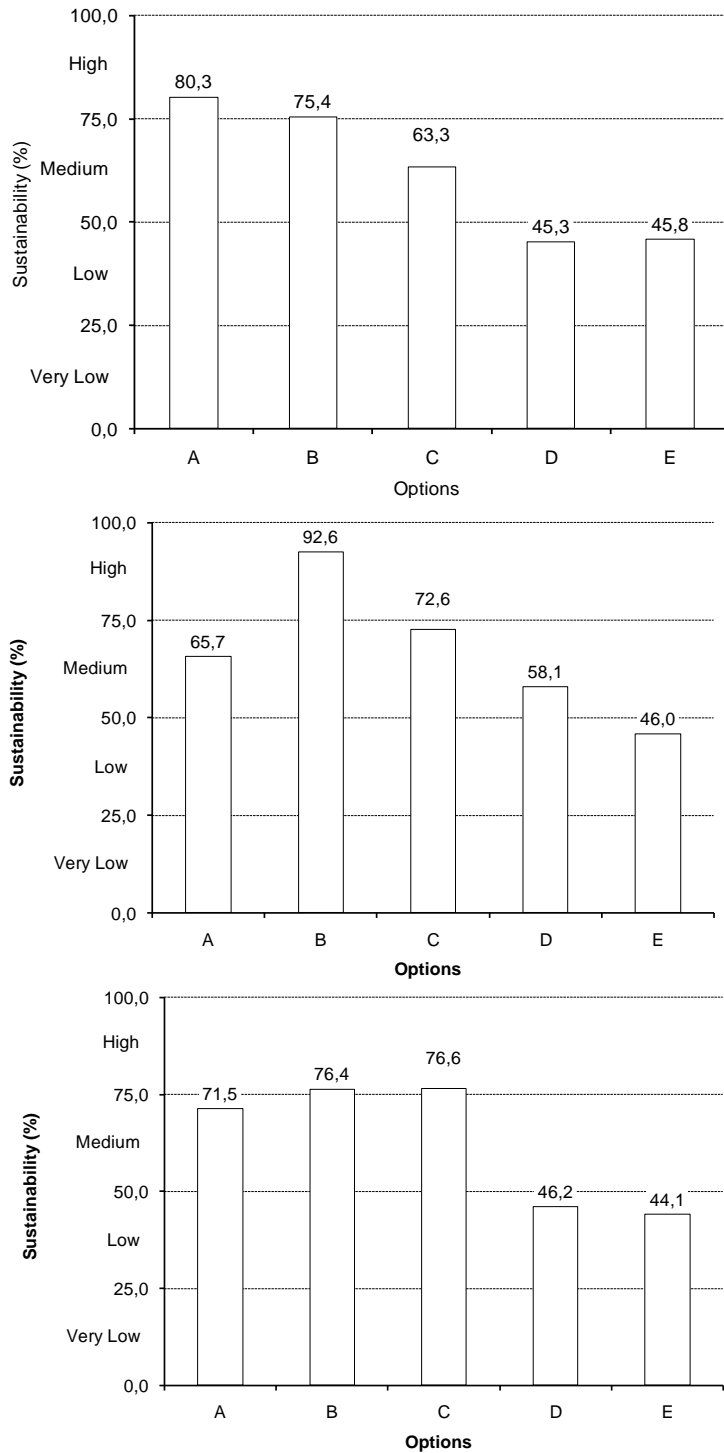 100,0
High
80,3
75,4
75,0
63,3
Medium
Sustainability (%)
50,0
45,3
45,8
Low
25,0
Very Low
0,0
A B C D E
Options
100,0
92,6
High
75,0
72,6
65,7
Medium
58,1
Sustainability (%)
50,0
46,0
Low
25,0
Very Low
0,0
A B C D E
Options
100,0
High
76,4
76,6
75,0
71,5
Medium
Sustainability (%)
50,0
46,2
44,1
Low
25,0
Very Low
0,0
A B C D E
Options